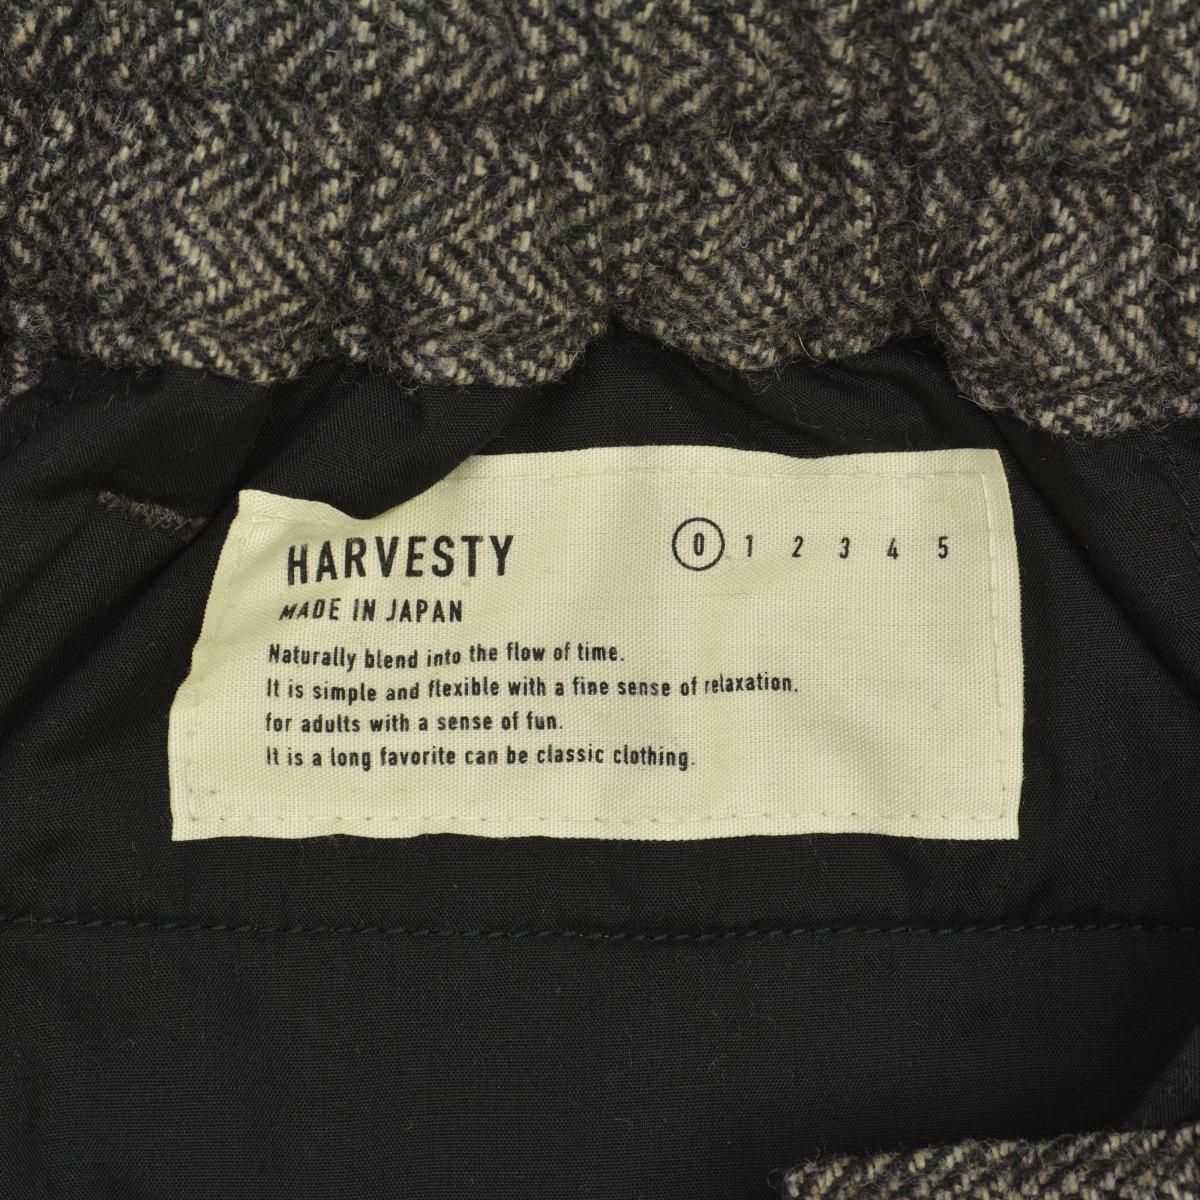 HARVESTY
0 1 2 3 4 5
MADE IN JAPAN
Naturally blend into the flow of time.
It is simple and flexible with a fine sense of relaxation.
for adults with a sense of fun.
It is a long favorite can be classic clothing.